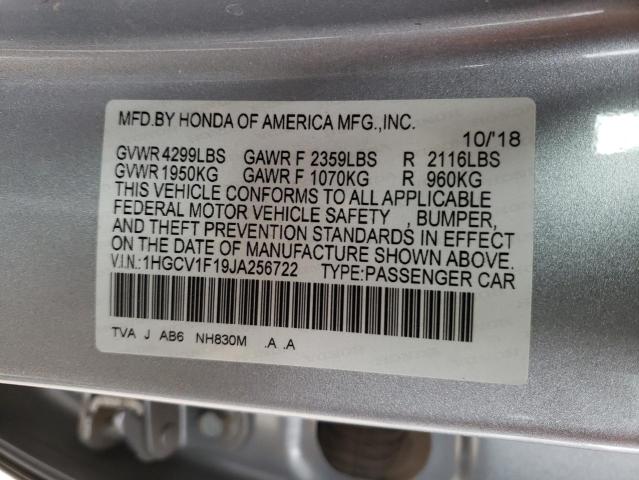 MFD.BY HONDA OF AMERICA MFG.,INC.
10/'18
GVWR 4299LBS GAWR F 2359LBS R 2116LBS
GVWR 1950KG GAWR F 1070KG R 960KG
THIS VEHICLE CONFORMS TO ALL APPLICABLE
FEDERAL MOTOR VEHICLE SAFETY , BUMPER,
AND THEFT PREVENTION STANDARDS IN EFFECT
ON THE DATE OF MANUFACTURE SHOWN ABOVE.
V.I.N.:1HGCV1F19JA256722 TYPE:PASSENGER CAR
TVA J AB6 NH830M .A .A